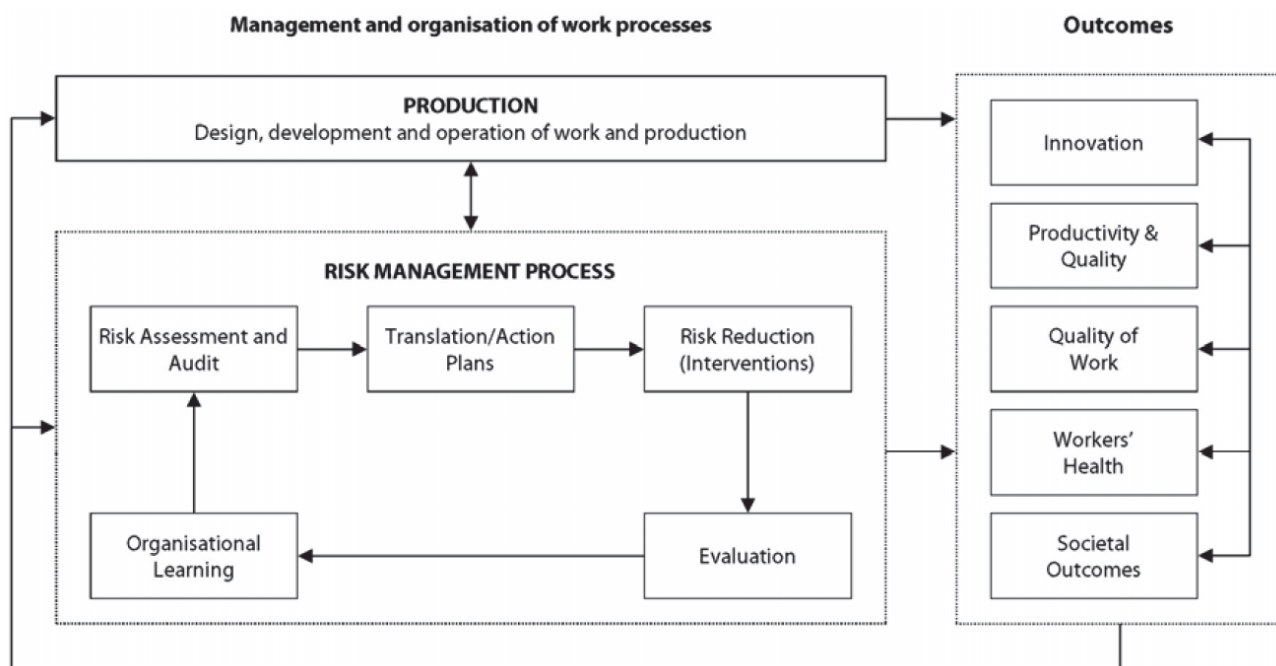 Management and organisation of work processes
Outcomes
PRODUCTION
Design, development and operation of work and production
RISK MANAGEMENT PROCESS
Risk Assessment and
Audit
Translation/Action
Plans
Risk Reduction
(Interventions)
Organisational
Learning
Evaluation
Innovation
Productivity &
Quality
Quality of
Work
Workers’
Health
Societal
Outcomes